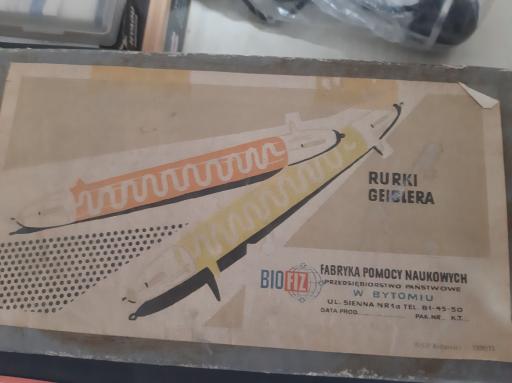 RURKI
GEISLERA
BIOFIZ
FABRYKA POMOCY NAUKOWYCH
PRZEDSIĘBIORSTWO PAŃSTWOWE
W BYTOMIU
UL. SIENNA NR 1a TEL. 81-45-50
DATA PROD. PAK. NR. K.T.